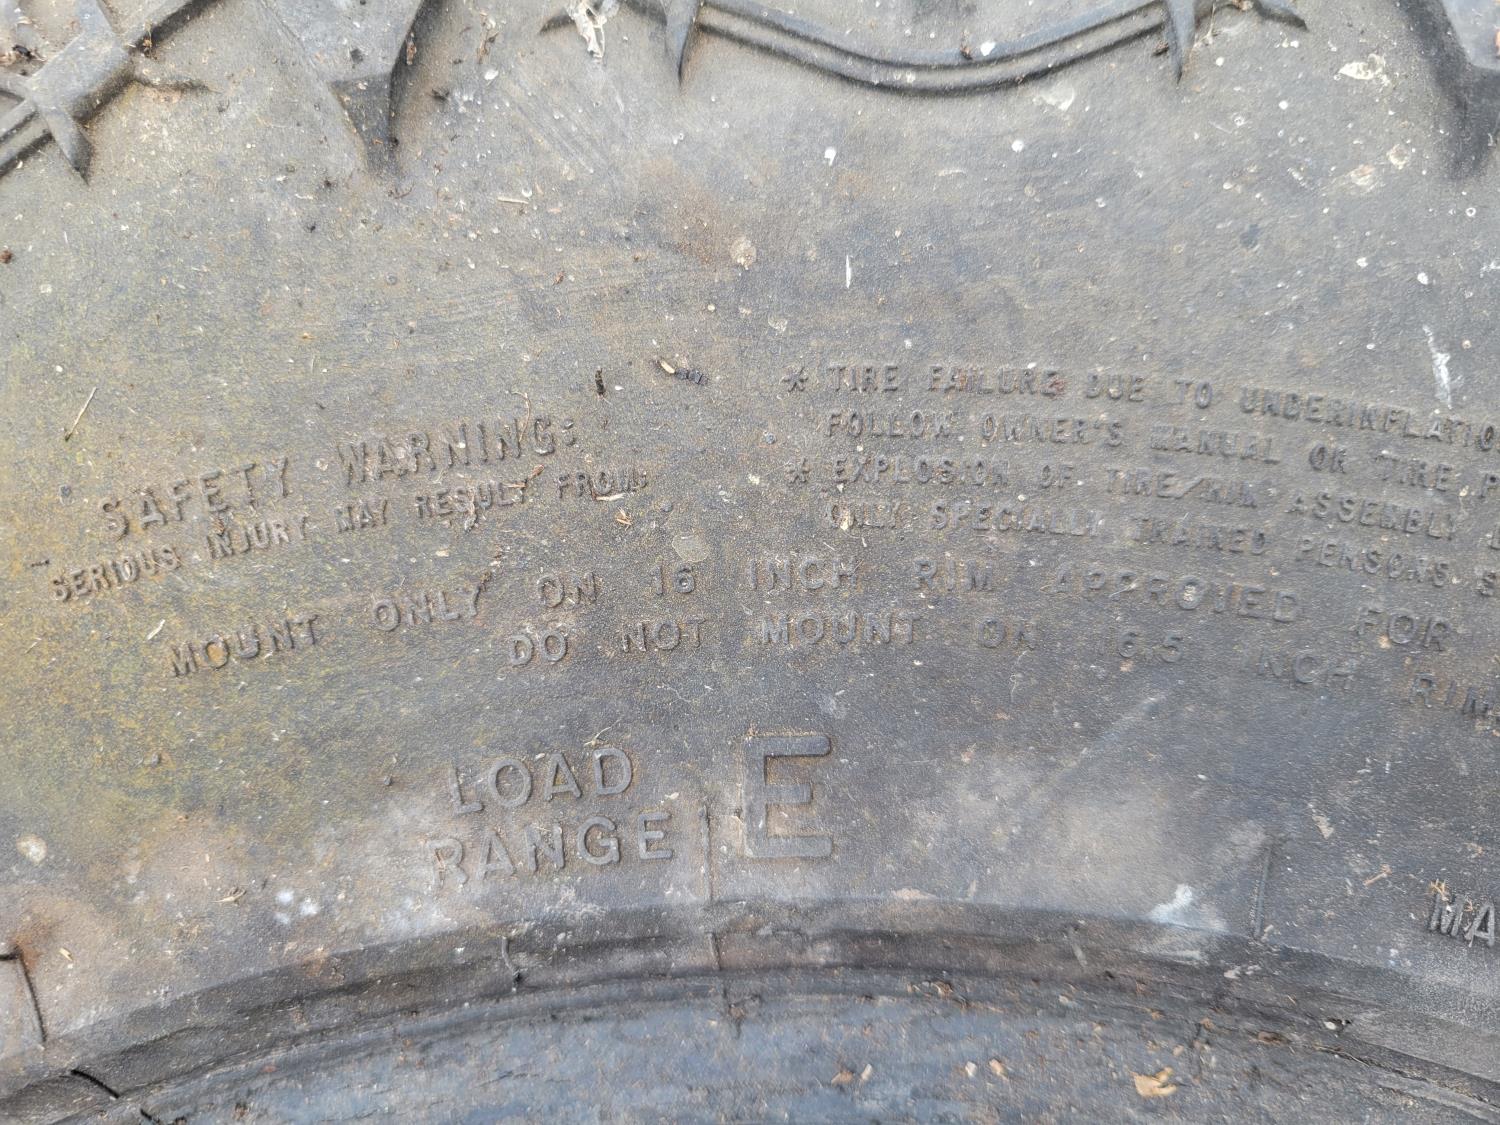 SAFETY WARNING:
SERIOUS INJURY MAY RESULT FROM:
* TIRE FAILURE DUE TO UNDERINFLATIO
FOLLOW OWNER'S MANUAL OR TIRE P
* EXPLOSION OF TIRE/RIM ASSEMBLY
ONLY SPECIALLY TRAINED PERSONS S
MOUNT ONLY ON 16 INCH RIM APPROVED FOR
DO NOT MOUNT ON 16.5 INCH RIM
LOAD
RANGE
E
MA